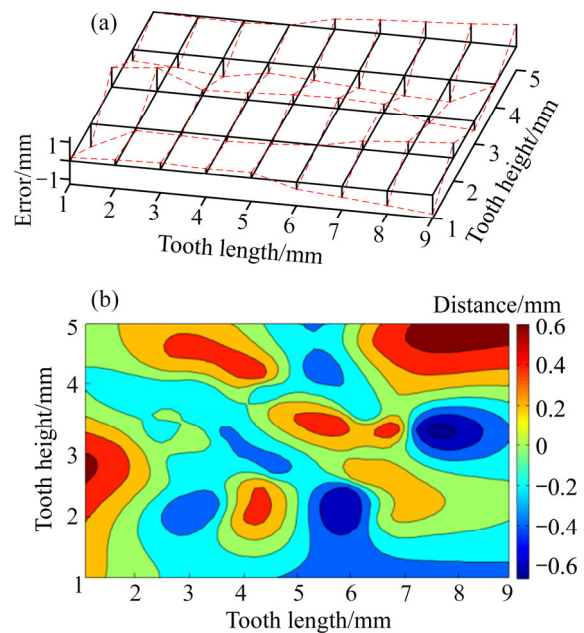 (a)
1
−1
Error/mm
1 2 3 4 5 6 7 8 9
Tooth length/mm
1 2 3 4 5
Tooth height/mm
(b)
Distance/mm
5
4
3
2
1
Tooth height/mm
1 2 3 4 5 6 7 8 9
Tooth length/mm
0.6
0.4
0.2
0
−0.2
−0.4
−0.6